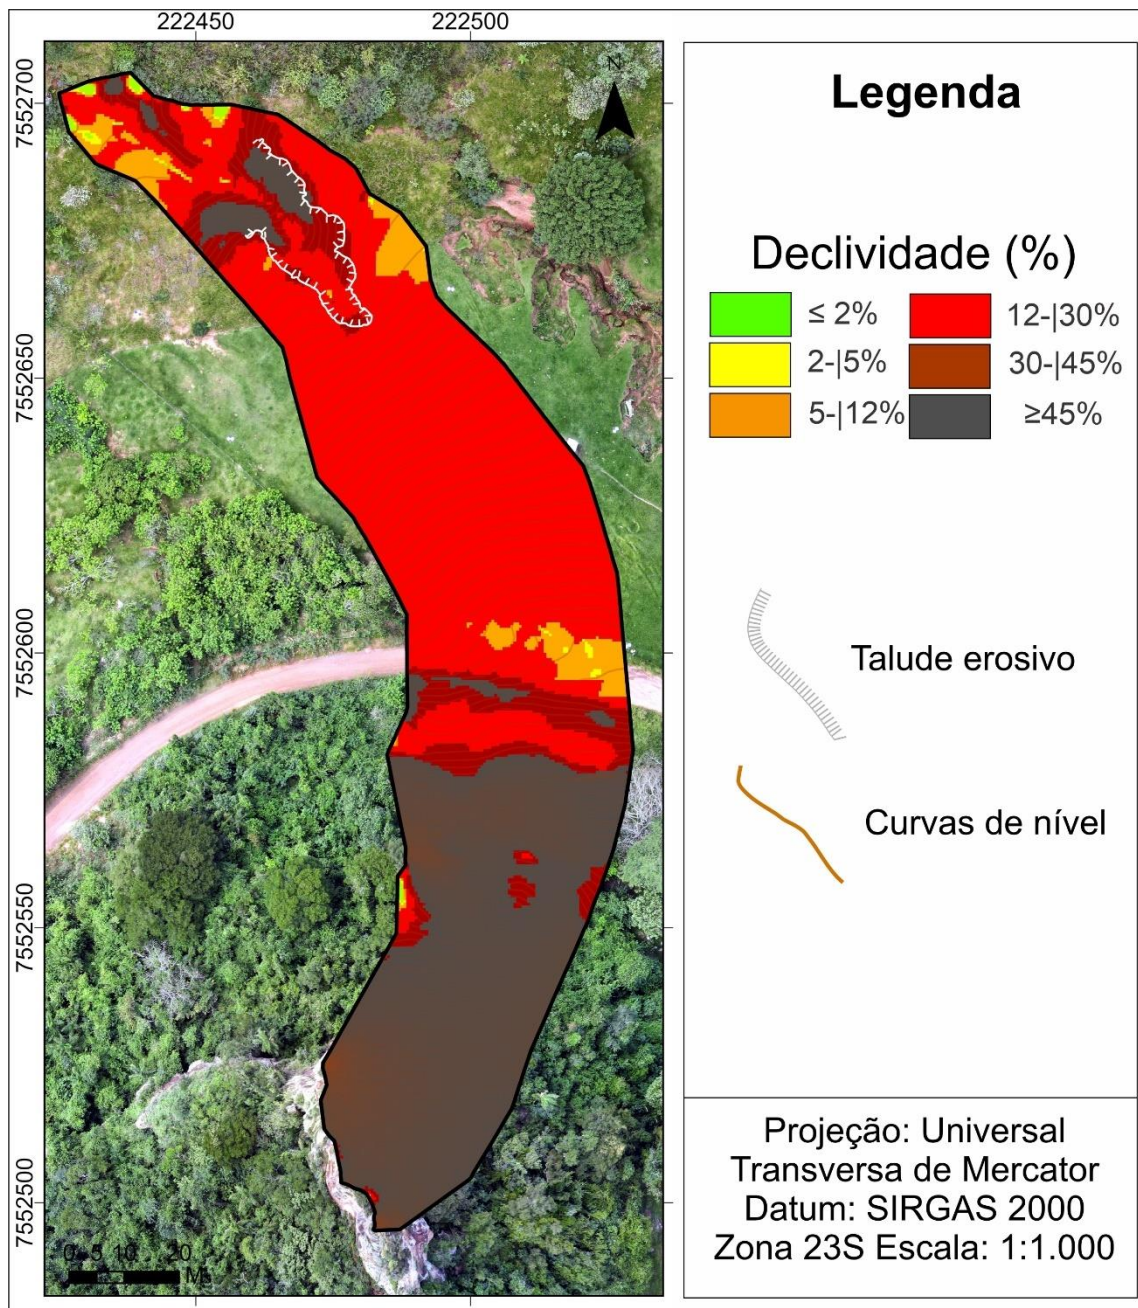 222450
222500
7552700
7552650
7552600
7552550
7552500
N
0 5 10 20
M
Legenda
Declividade (%)
≤ 2%
12-|30%
2-|5%
30-|45%
5-|12%
≥45%
Talude erosivo
Curvas de nível
Projeção: Universal
Transversa de Mercator
Datum: SIRGAS 2000
Zona 23S Escala: 1:1.000